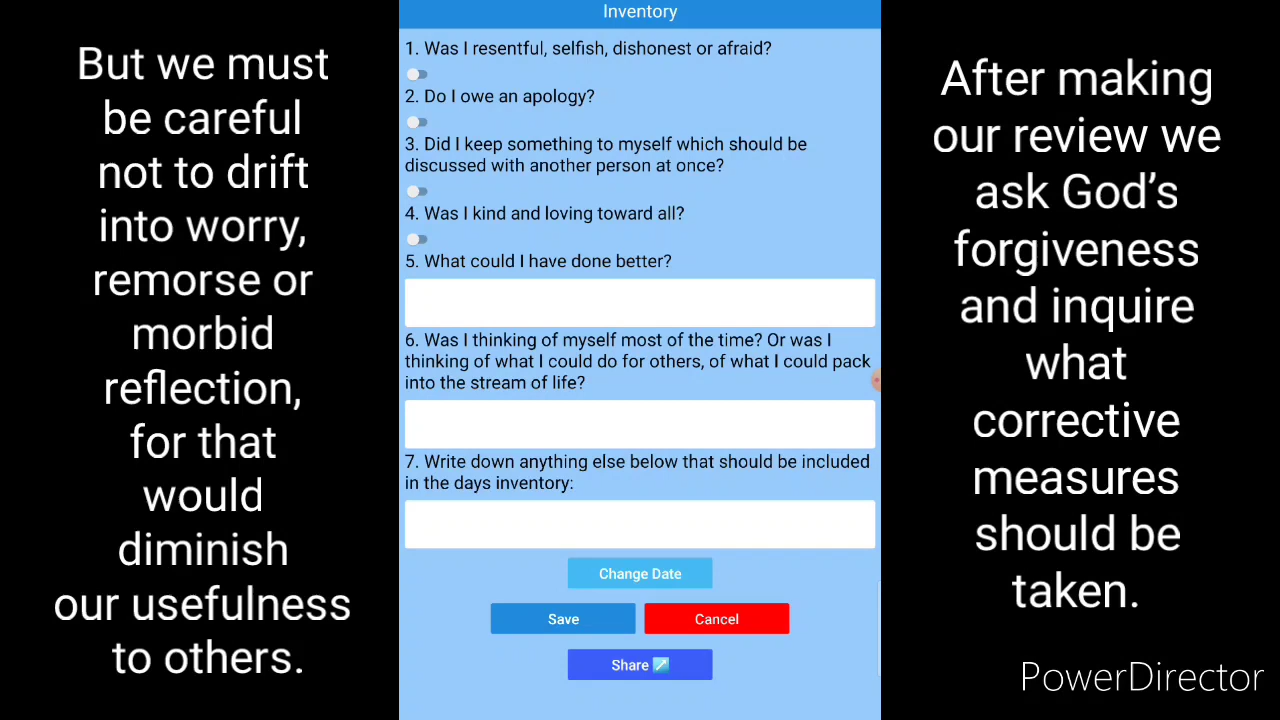 But we must
be careful
not to drift
into worry,
remorse or
morbid
reflection,
for that
would
diminish
our usefulness
to others.
Inventory
1. Was I resentful, selfish, dishonest or afraid?
2. Do I owe an apology?
3. Did I keep something to myself which should be
discussed with another person at once?
4. Was I kind and loving toward all?
5. What could I have done better?
6. Was I thinking of myself most of the time? Or was I
thinking of what I could do for others, of what I could pack
into the stream of life?
7. Write down anything else below that should be included
in the days inventory:
Change Date
Save
Cancel
Share
After making
our review we
ask God’s
forgiveness
and inquire
what
corrective
measures
should be
taken.
PowerDirector